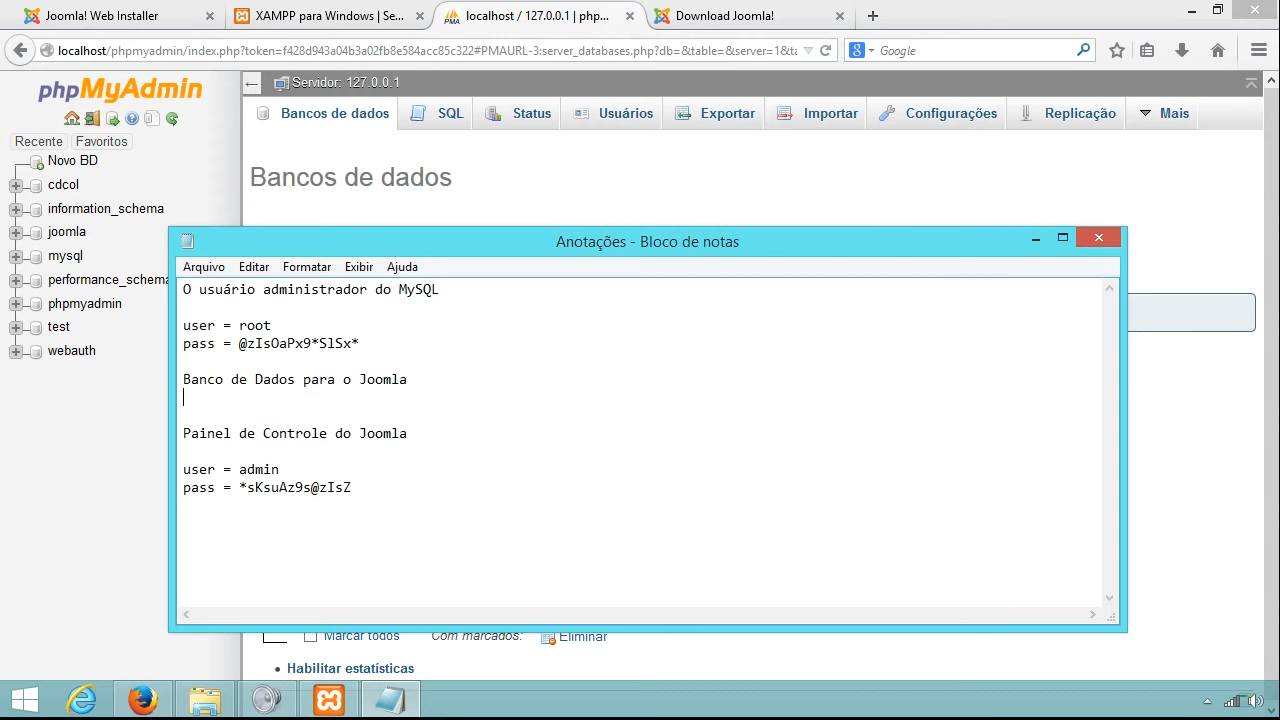 Joomla! Web Installer
XAMPP para Windows | Se...
localhost / 127.0.0.1 | php...
Download Joomla!
localhost/phpmyadmin/index.php?token=f428d943a04b3a02fb8e584acc85c322#PMAURL-3:server_databases.php?db=&table=&server=1&ta
Google
phpMyAdmin
Recente
Favoritos
Novo BD
cdcol
information_schema
joomla
mysql
performance_schema
phpmyadmin
test
webauth
Servidor: 127.0.0.1
Bancos de dados
SQL
Status
Usuários
Exportar
Importar
Configurações
Replicação
Mais
Bancos de dados
Anotações - Bloco de notas
Arquivo Editar Formatar Exibir Ajuda
O usuário administrador do MySQL
user = root
pass = @zIsOaPx9*SlSx*
Banco de Dados para o Joomla
Painel de Controle do Joomla
user = admin
pass = *sKsuAz9s@zIsZ
Marcar todos Com marcados: Eliminar
• Habilitar estatísticas